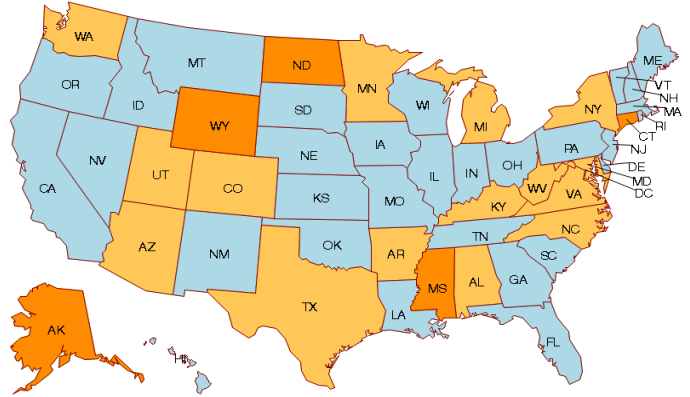 WA
MT
ND
MN
ME
OR
ID
WY
SD
WI
MI
NY
VT
NH
MA
RI
CT
NJ
PA
NE
IA
NV
UT
CO
IL
IN
OH
DE
MD
DC
WV
VA
CA
KS
MO
KY
NC
AZ
NM
OK
AR
TN
SC
TX
MS
AL
GA
LA
FL
AK
HI